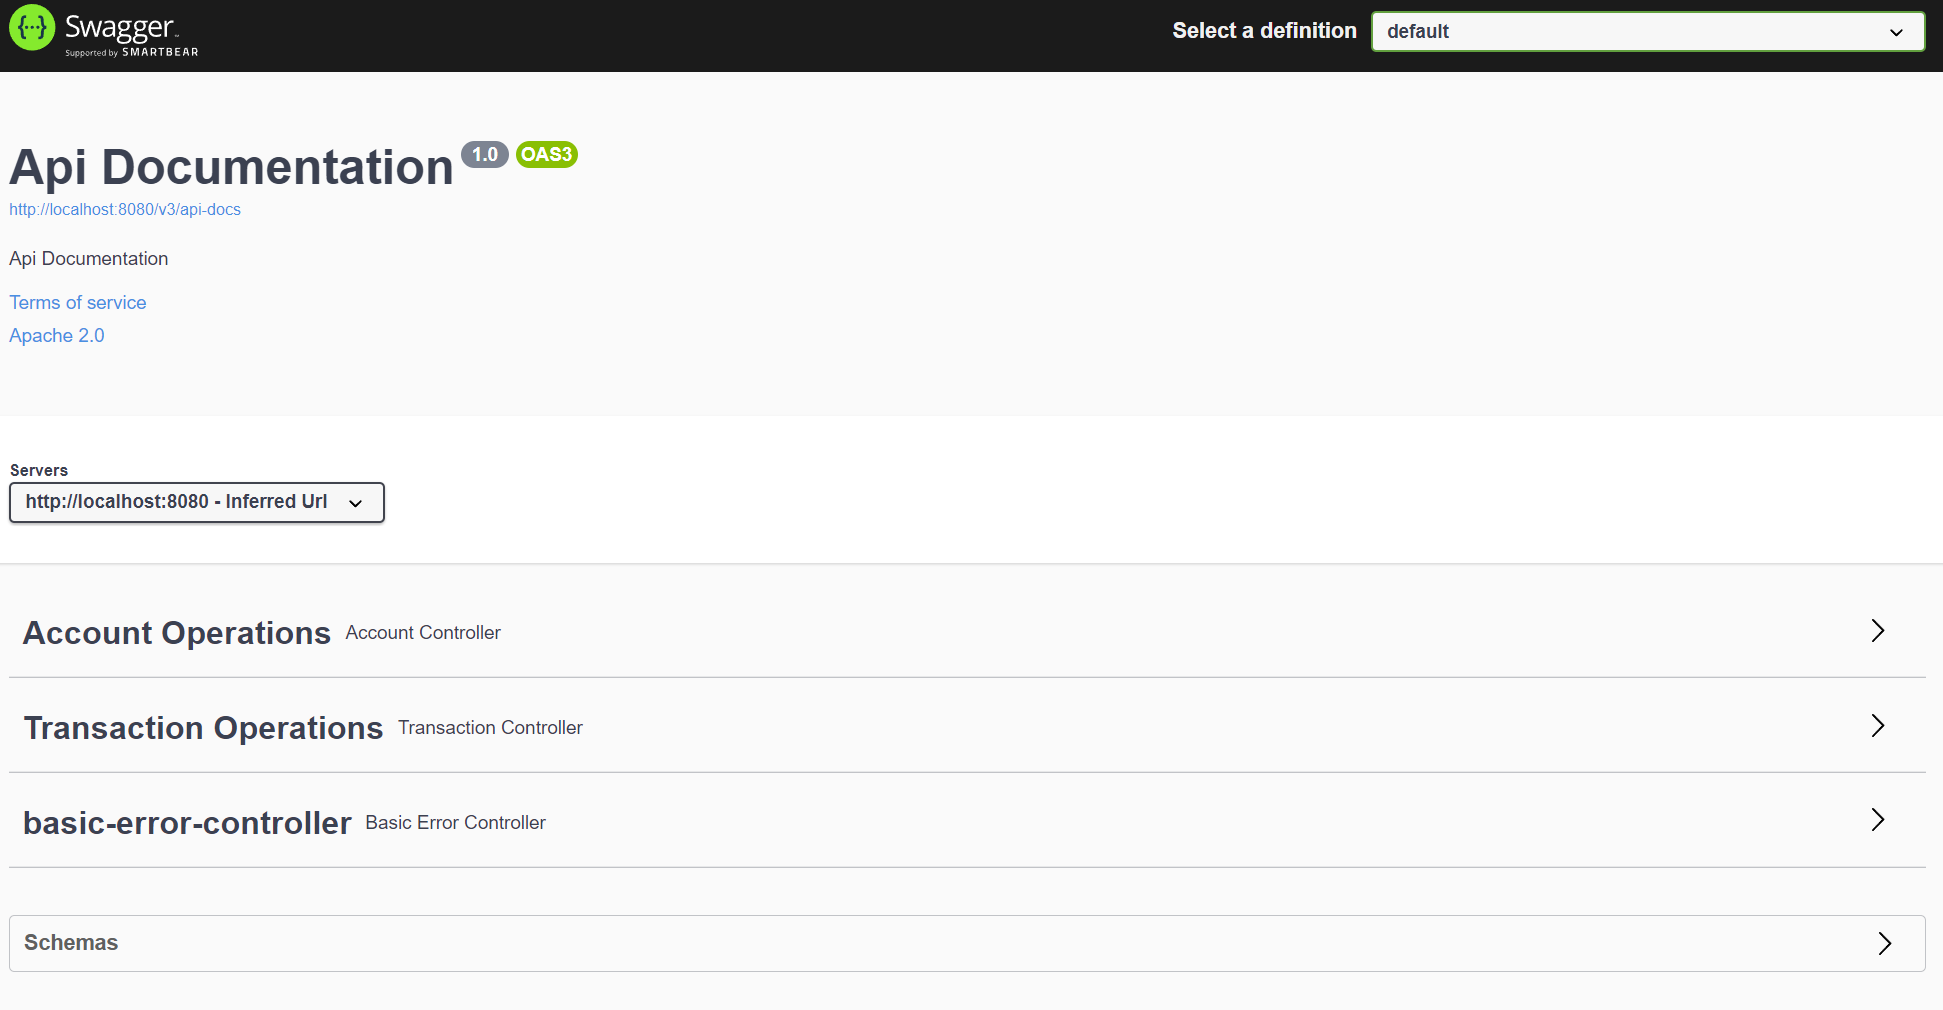 {···} Swagger™
Supported by SMARTBEAR
Select a definition default
Api Documentation 1.0 OAS3
http://localhost:8080/v3/api-docs
Api Documentation
Terms of service
Apache 2.0
Servers
http://localhost:8080 - Inferred Url
Account Operations Account Controller
Transaction Operations Transaction Controller
basic-error-controller Basic Error Controller
Schemas